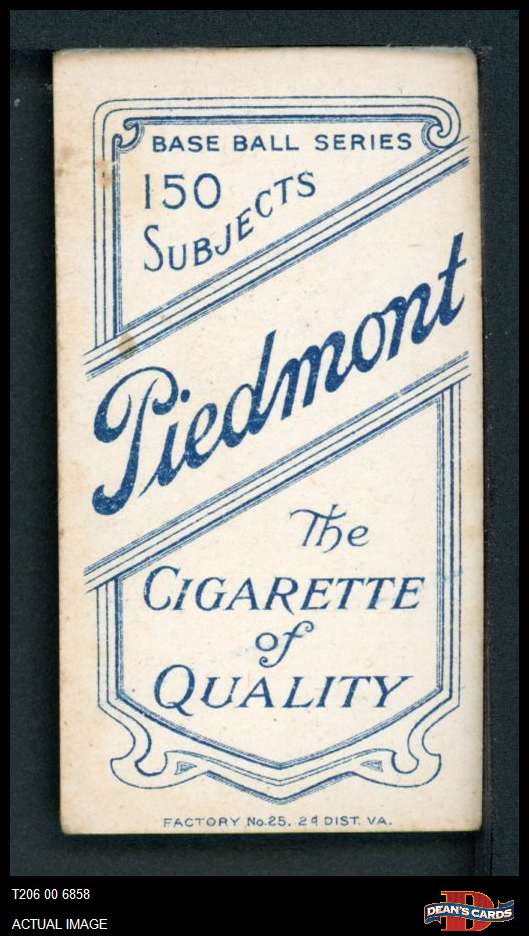 BASE BALL SERIES
150
SUBJECTS
Piedmont
The
CIGARETTE
of
QUALITY
FACTORY No.25. 2d DIST. VA.
T206 00 6858
ACTUAL IMAGE
D
DEAN'S CARDS